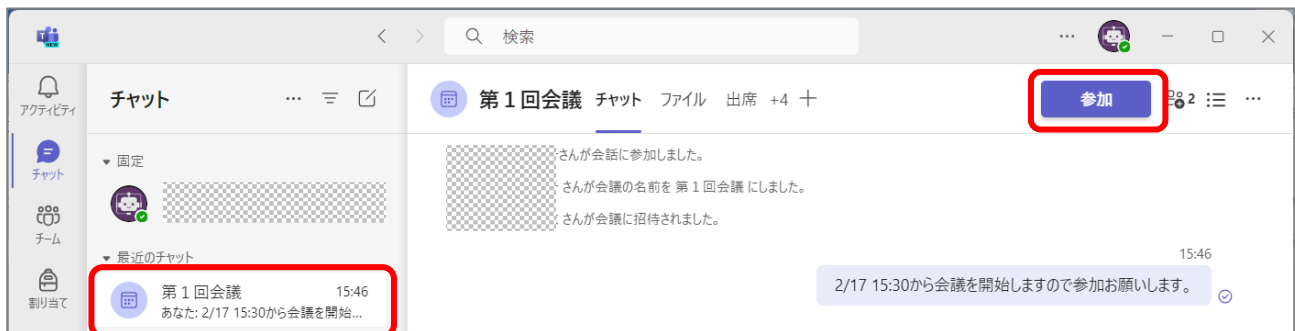 NEW
検索
アクティビティ
チャット
チーム
割り当て
チャット
固定
最近のチャット
第1回会議 15:46
あなた: 2/17 15:30から会議を開始...
第1回会議 チャット ファイル 出席 +4
参加
2
さんが会話に参加しました。
さんが会議の名前を 第1回会議 にしました。
さんが会議に招待されました。
15:46
2/17 15:30から会議を開始しますので参加お願いします。